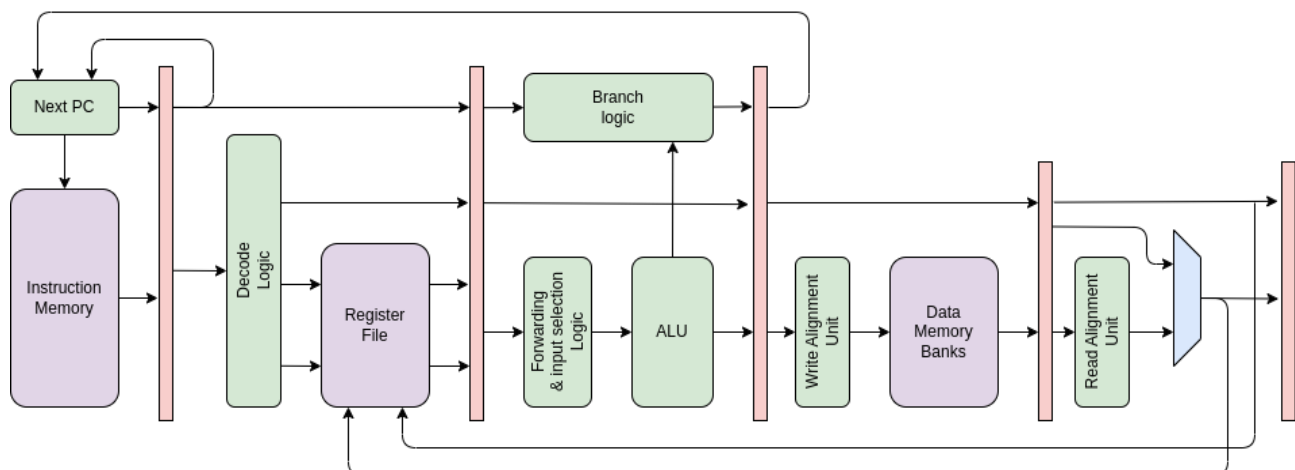 Next PC
Instruction
Memory
Decode
Logic
Register
File
Branch
logic
Forwarding
& input selection
Logic
ALU
Write Alignment
Unit
Data
Memory
Banks
Read Alignment
Unit